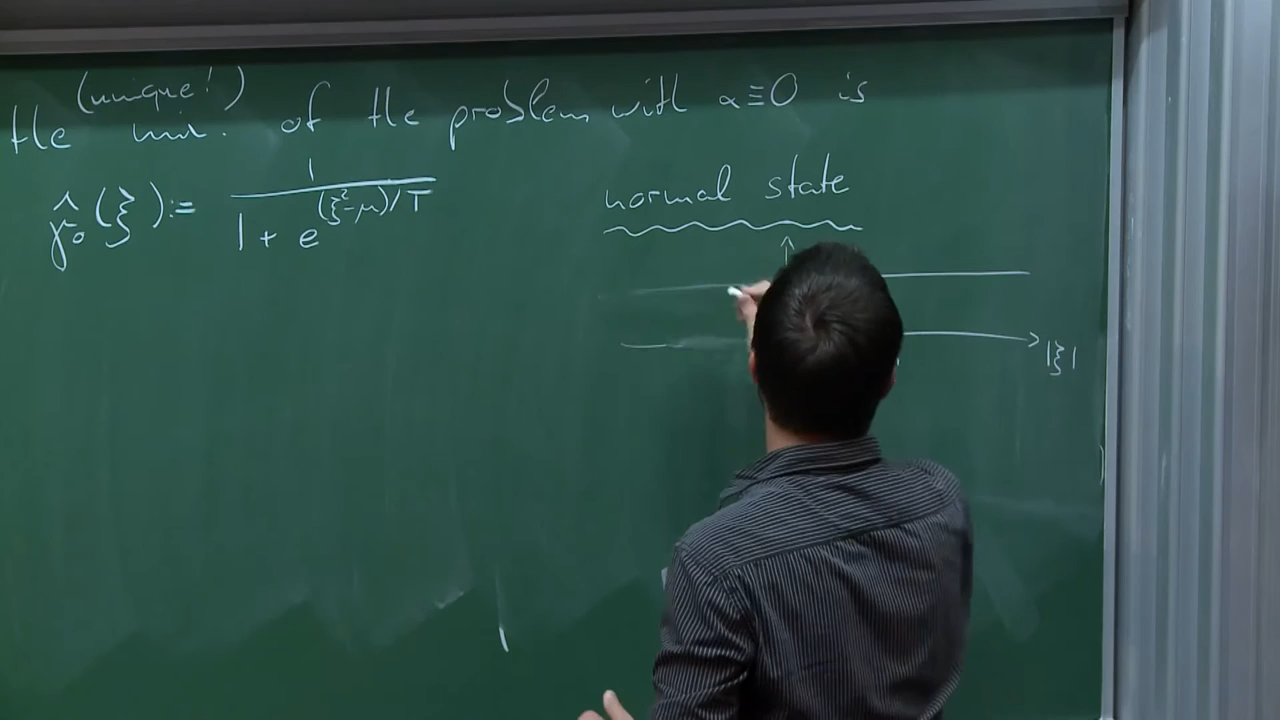 (unique!)
the min. of the problem with α≡0 is
γ̂₀(ξ) := 1 / (1 + e^{(ξ²-μ)/T})
normal state
|ξ|